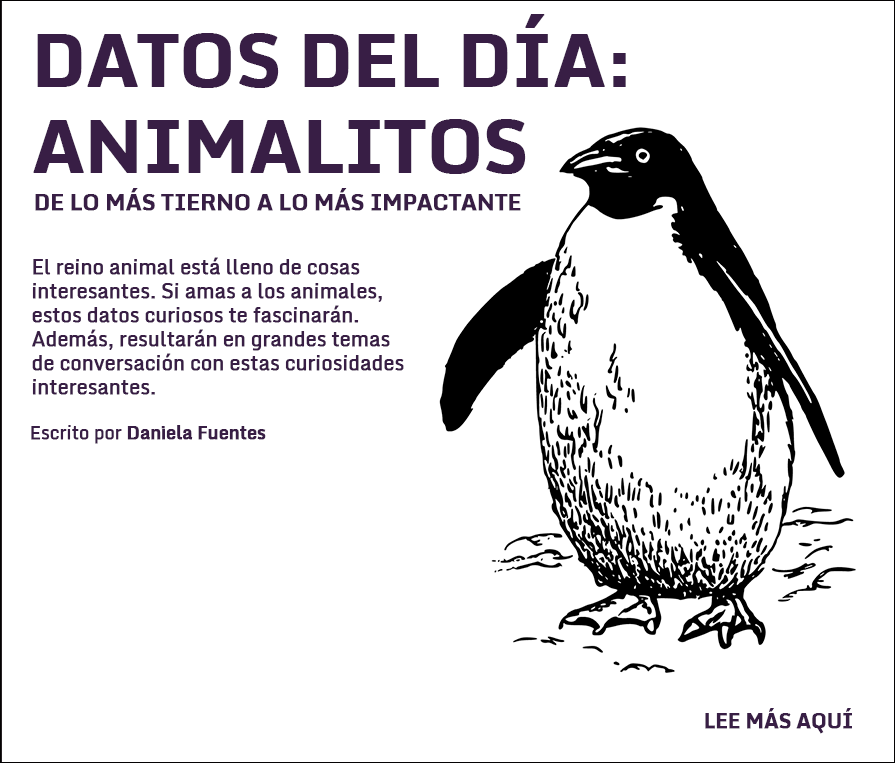 DATOS DEL DÍA:
ANIMALITOS
DE LO MÁS TIERNO A LO MÁS IMPACTANTE
El reino animal está lleno de cosas
interesantes. Si amas a los animales,
estos datos curiosos te fascinarán.
Además, resultarán en grandes temas
de conversación con estas curiosidades
interesantes.
Escrito por Daniela Fuentes
LEE MÁS AQUÍ